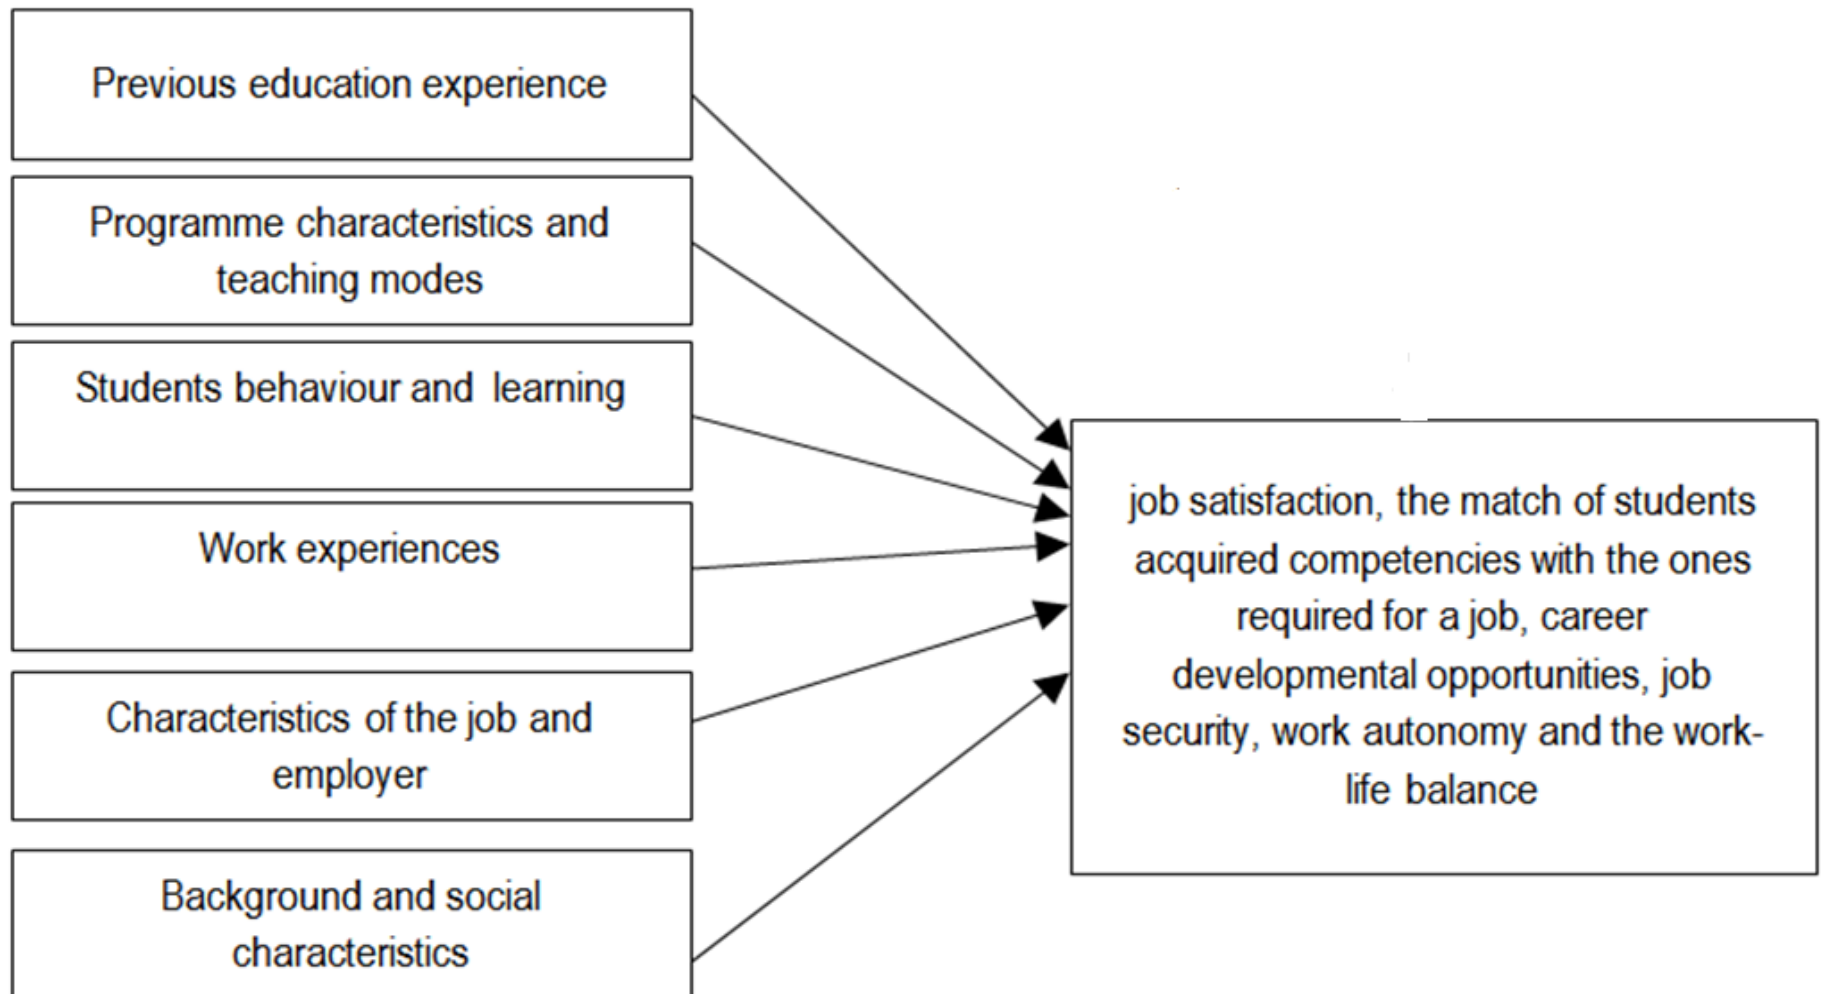 Previous education experience
Programme characteristics and
teaching modes
Students behaviour and learning
Work experiences
Characteristics of the job and
employer
Background and social
characteristics
job satisfaction, the match of students
acquired competencies with the ones
required for a job, career
developmental opportunities, job
security, work autonomy and the work-
life balance